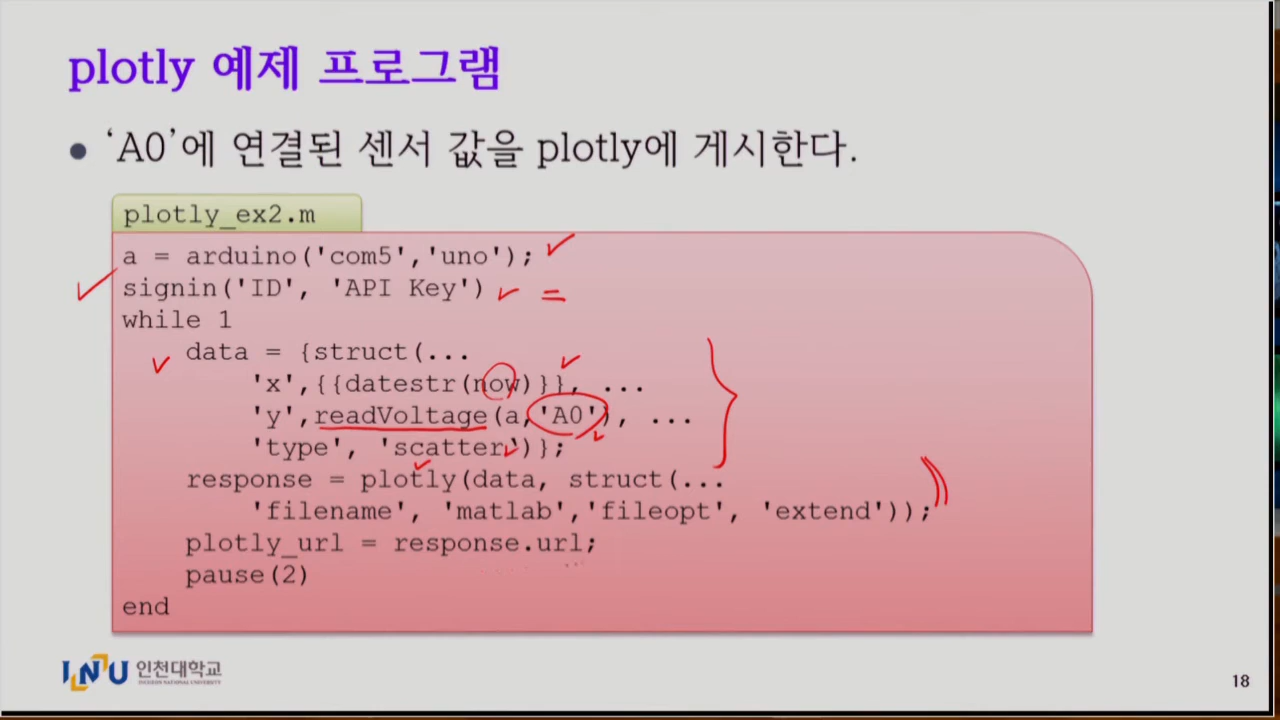 plotly 예제 프로그램
• ‘A0’에 연결된 센서 값을 plotly에 게시한다.
plotly_ex2.m
a = arduino('com5','uno');
signin('ID', 'API Key')
while 1
data = {struct(...
'x',{{datestr(now)}}, ...
'y',readVoltage(a,'A0'), ...
'type', 'scatter')};
response = plotly(data, struct(...
'filename', 'matlab','fileopt', 'extend'));
plotly_url = response.url;
pause(2)
end
INU 인천대학교
INCHEON NATIONAL UNIVERSITY
18